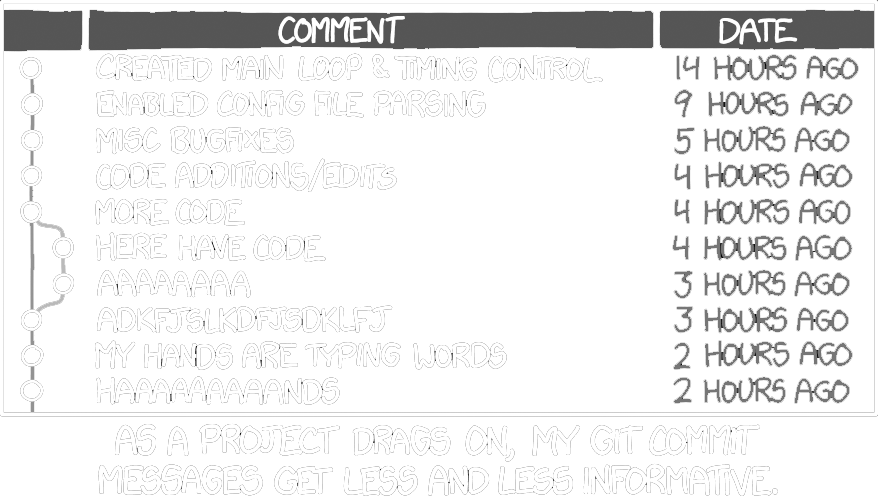 COMMENT DATE
CREATED MAIN LOOP & TIMING CONTROL 14 HOURS AGO
ENABLED CONFIG FILE PARSING 9 HOURS AGO
MISC BUGFIXES 5 HOURS AGO
CODE ADDITIONS/EDITS 4 HOURS AGO
MORE CODE 4 HOURS AGO
HERE HAVE CODE 4 HOURS AGO
AAAAAAAA 3 HOURS AGO
ADKFJSLKDFJSDKLFJ 3 HOURS AGO
MY HANDS ARE TYPING WORDS 2 HOURS AGO
HAAAAAAAAANDS 2 HOURS AGO
AS A PROJECT DRAGS ON, MY GIT COMMIT
MESSAGES GET LESS AND LESS INFORMATIVE.